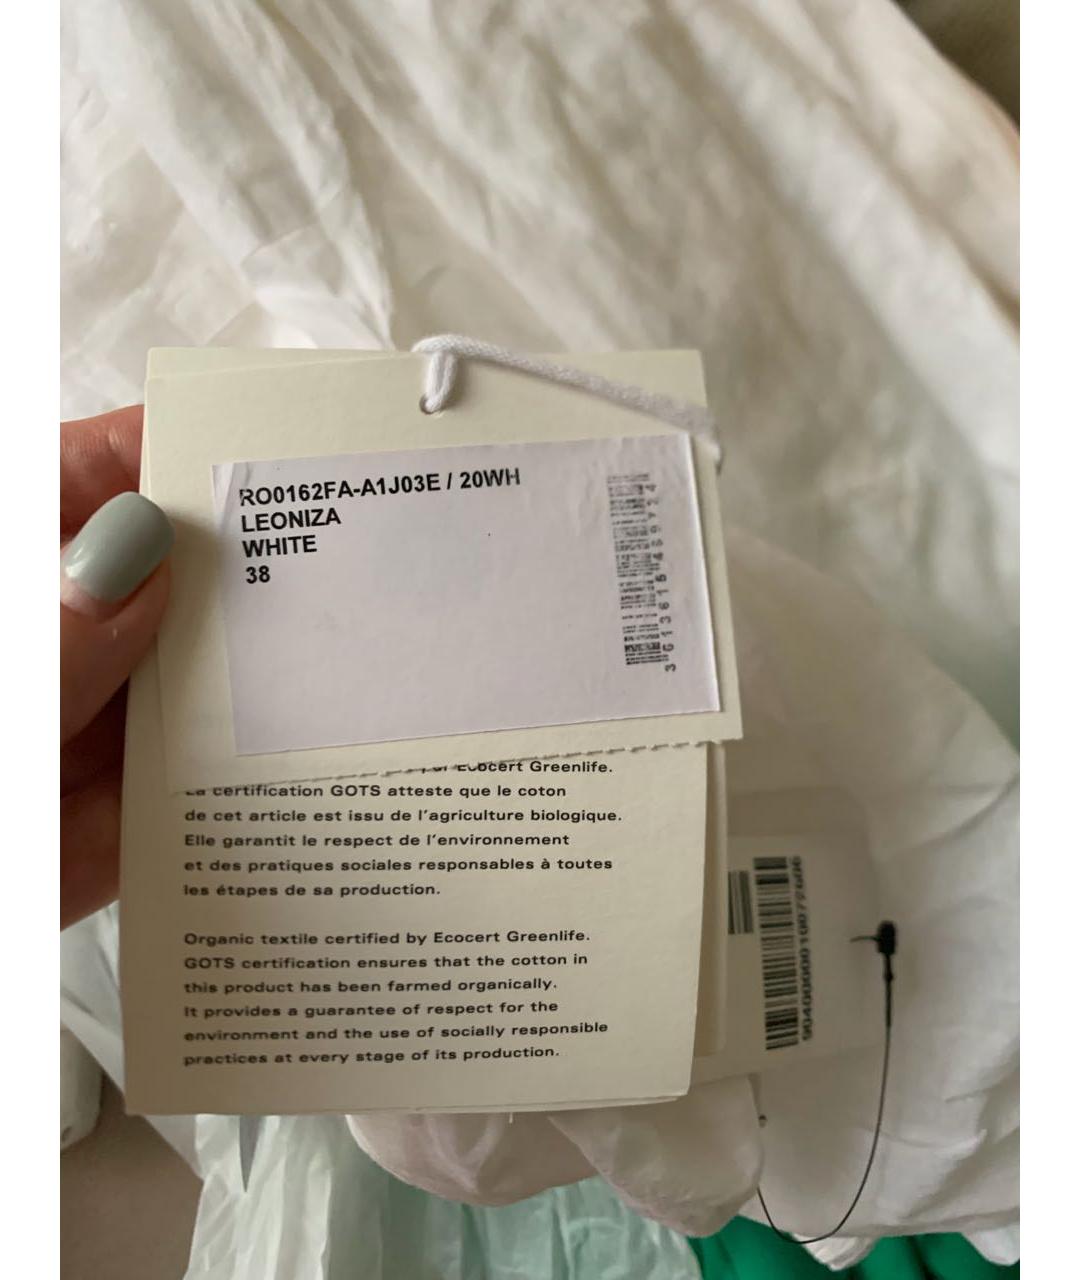 RO0162FA-A1J03E / 20WH
LEONIZA
WHITE
38
Ecocert Greenlife.
La certification GOTS atteste que le coton
de cet article est issu de l'agriculture biologique.
Elle garantit le respect de l'environnement
et des pratiques sociales responsables à toutes
les étapes de sa production.
Organic textile certified by Ecocert Greenlife.
GOTS certification ensures that the cotton in
this product has been farmed organically.
It provides a guarantee of respect for the
environment and the use of socially responsible
practices at every stage of its production.